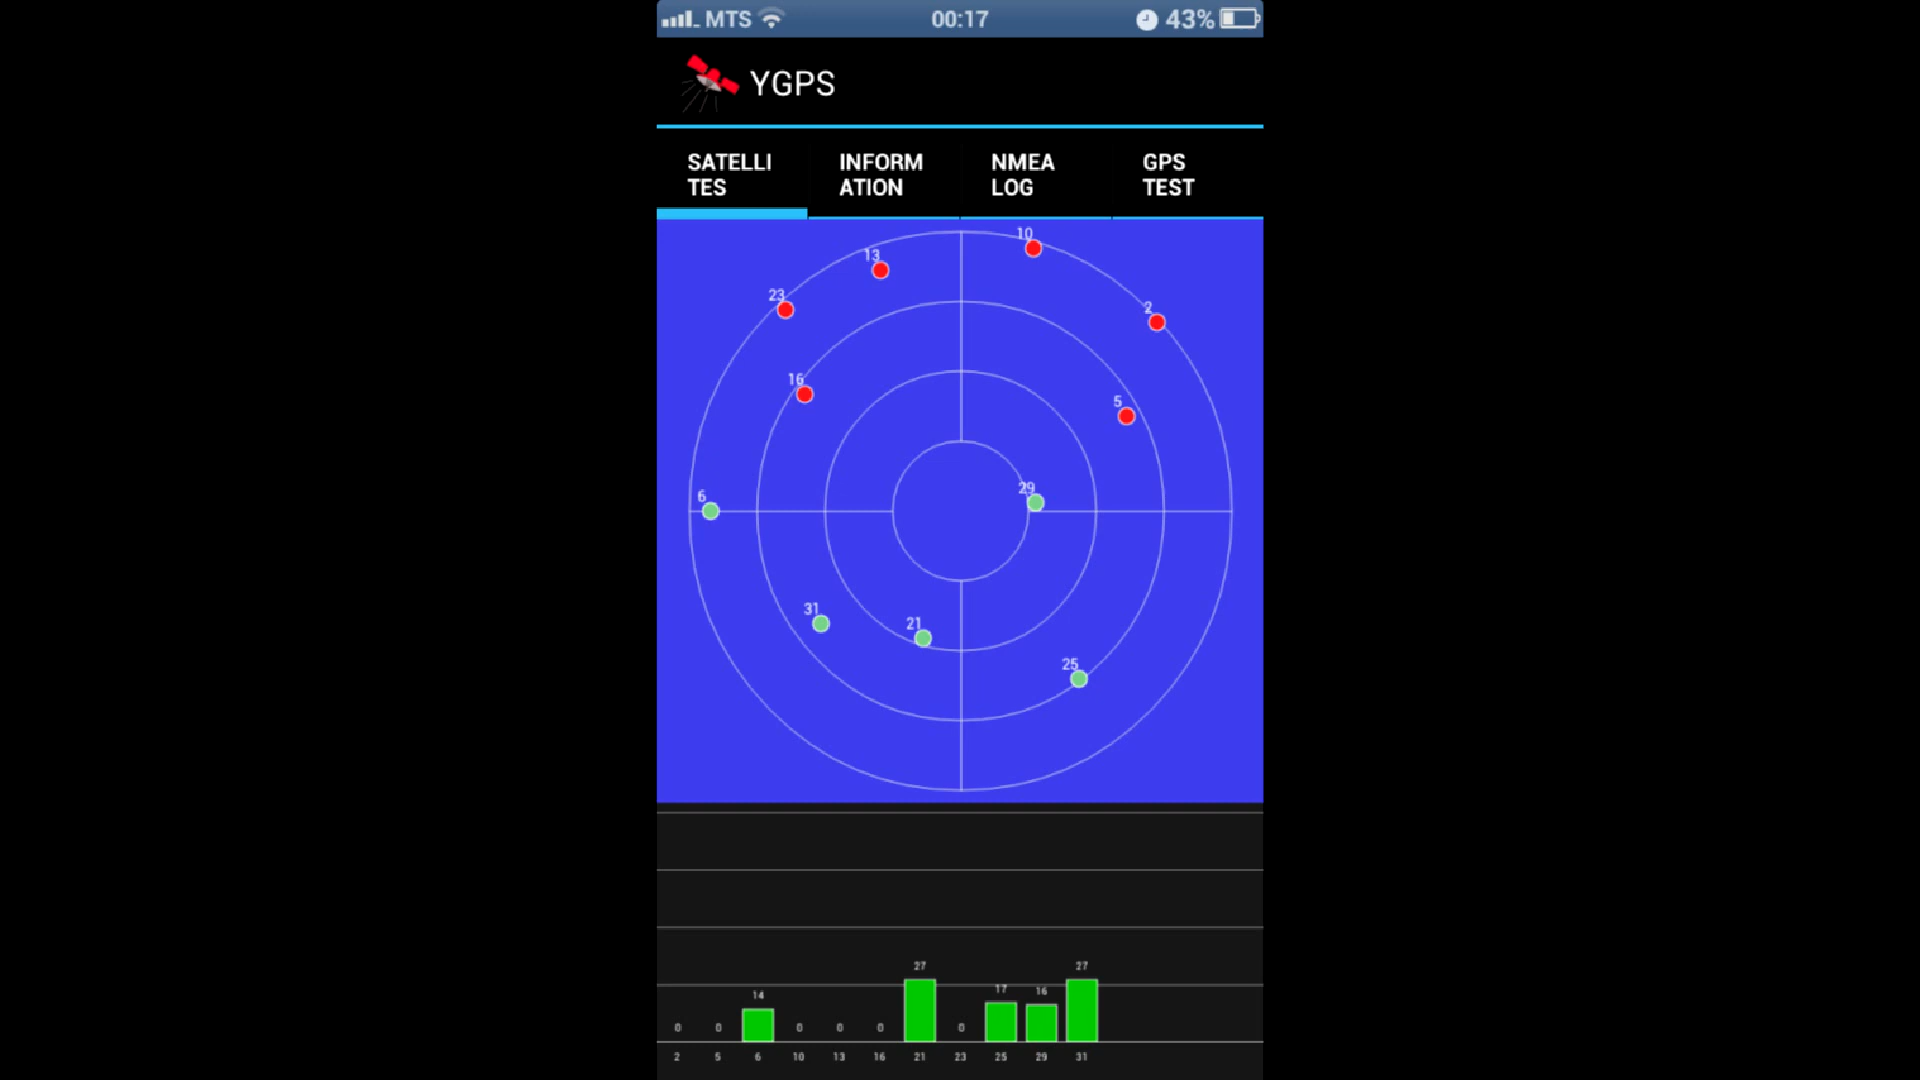 MTS 00:17 43%
YGPS
SATELLI
TES
INFORM
ATION
NMEA
LOG
GPS
TEST
10
13
23
2
16
5
29
6
31
21
25
27 27
14 17 16
0 0 0 0 0 0
2 5 6 10 13 16 21 23 25 29 31